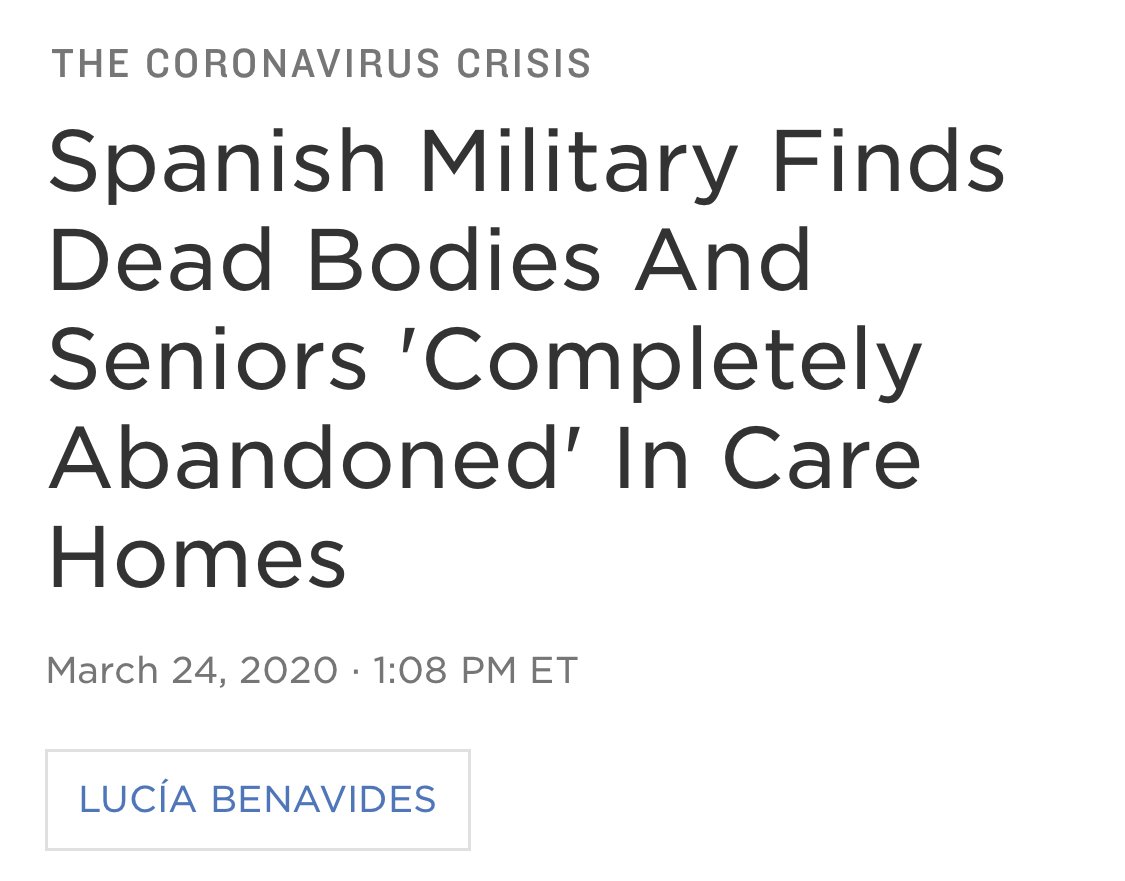 THE CORONAVIRUS CRISIS
Spanish Military Finds
Dead Bodies And
Seniors 'Completely
Abandoned' In Care
Homes
March 24, 2020 · 1:08 PM ET
LUCÍA BENAVIDES